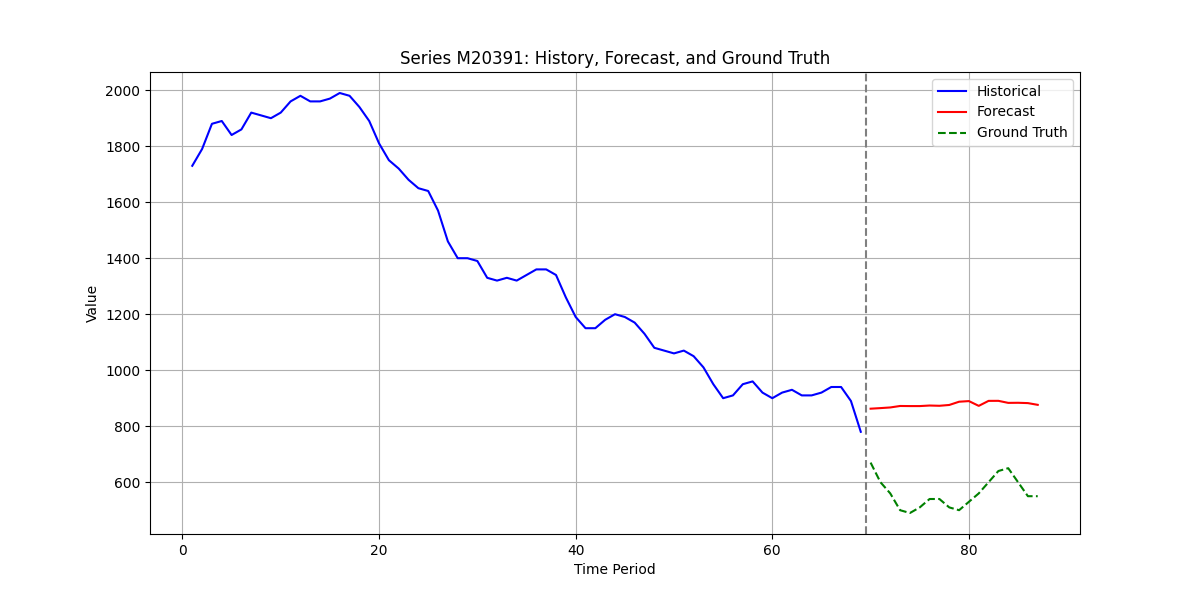 Series M20391: History, Forecast, and Ground Truth
Historical
Forecast
Ground Truth
2000
1800
1600
1400
1200
1000
800
600
Value
0
20
40
60
80
Time Period